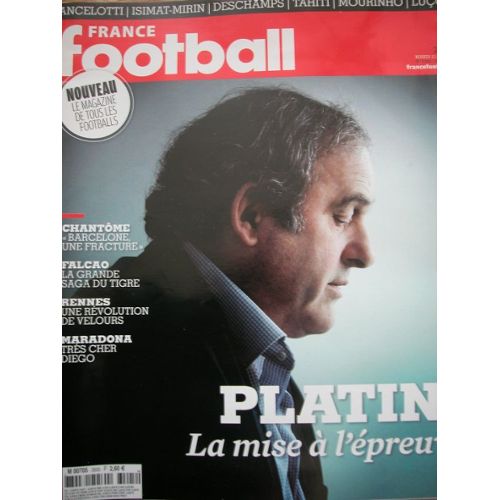 ANCELOTTI | ISIMAT-MIRIN | DESCHAMPS | TAHITI | MOURINHO | LUÇ
FRANCE
football
NOUVEAU
LE MAGAZINE
DE TOUS LES
FOOTBALLS
CHANTÔME
« BARCELONE,
UNE FRACTURE »
FALCAO
LA GRANDE
SAGA DU TIGRE
RENNES
UNE RÉVOLUTION
DE VELOURS
MARADONA
TRÈS CHER
DIEGO
PLATIN
La mise à l'épreu